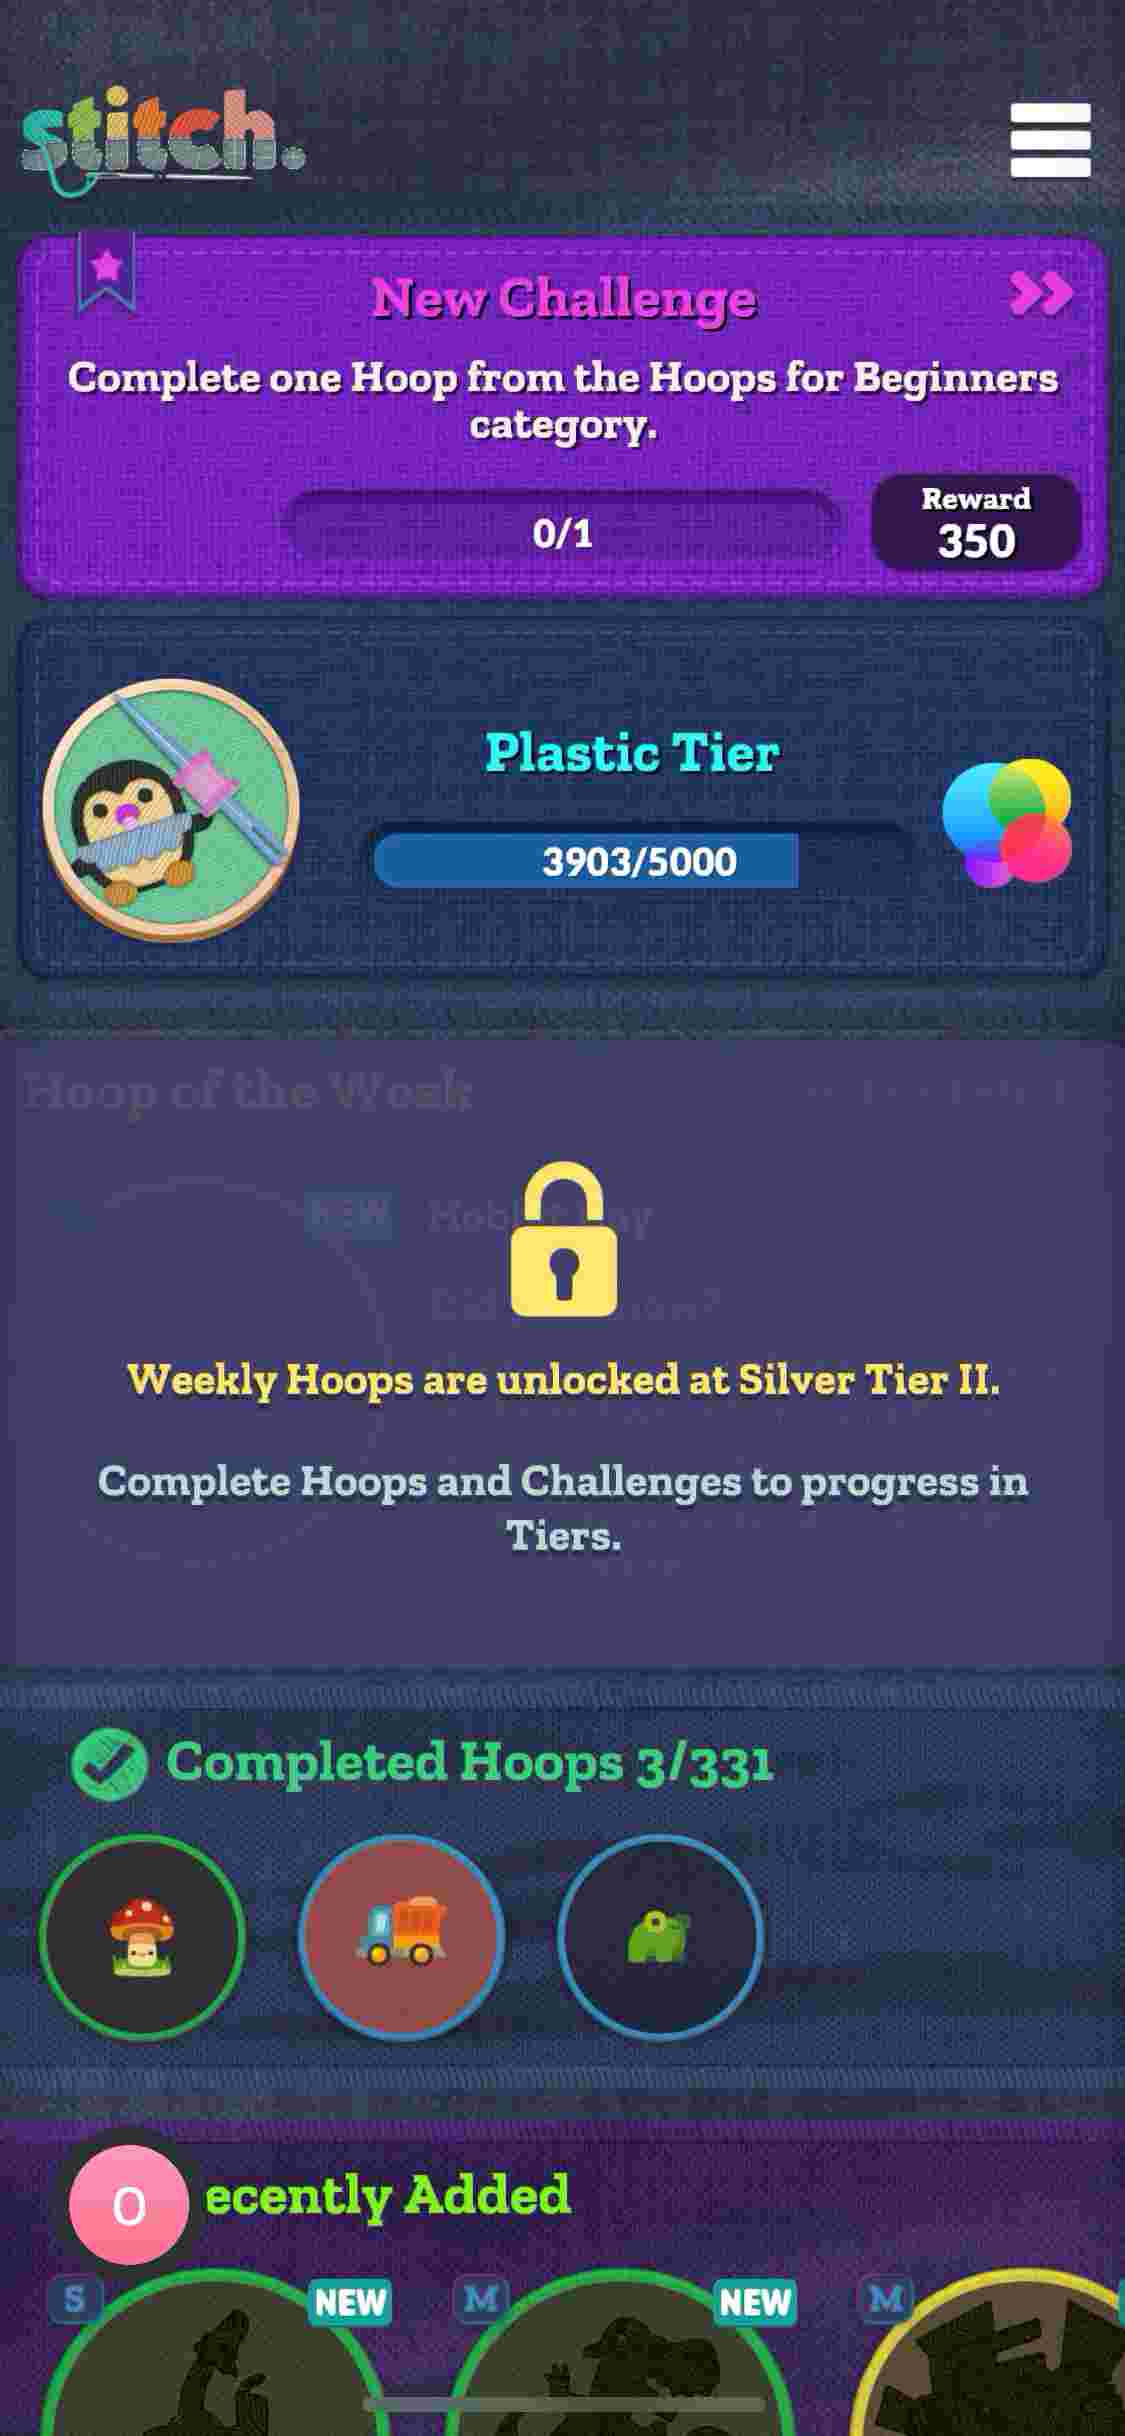 stitch.
New Challenge
Complete one Hoop from the Hoops for Beginners
category.
0/1
Reward
350
Plastic Tier
3903/5000
Hoop of the Week
NEW
Weekly Hoops are unlocked at Silver Tier II.
Complete Hoops and Challenges to progress in
Tiers.
Completed Hoops 3/331
O
ecently Added
S
NEW
M
NEW
M